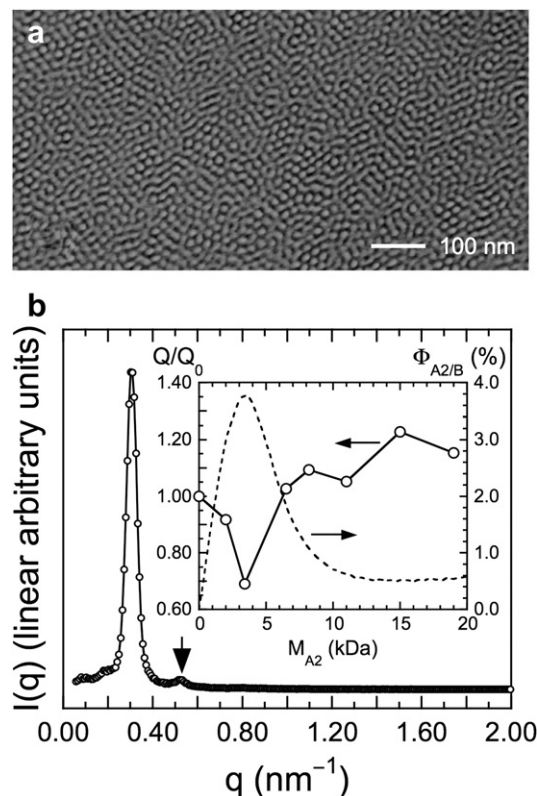 a
100 nm
b
I(q) (linear arbitrary units)
Q/Q0
ΦA2/B (%)
1.40
4.0
1.20
3.0
1.00
2.0
0.80
1.0
0.60
0.0
0 5 10 15 20
MA2 (kDa)
0.00 0.40 0.80 1.20 1.60 2.00
q (nm−1)